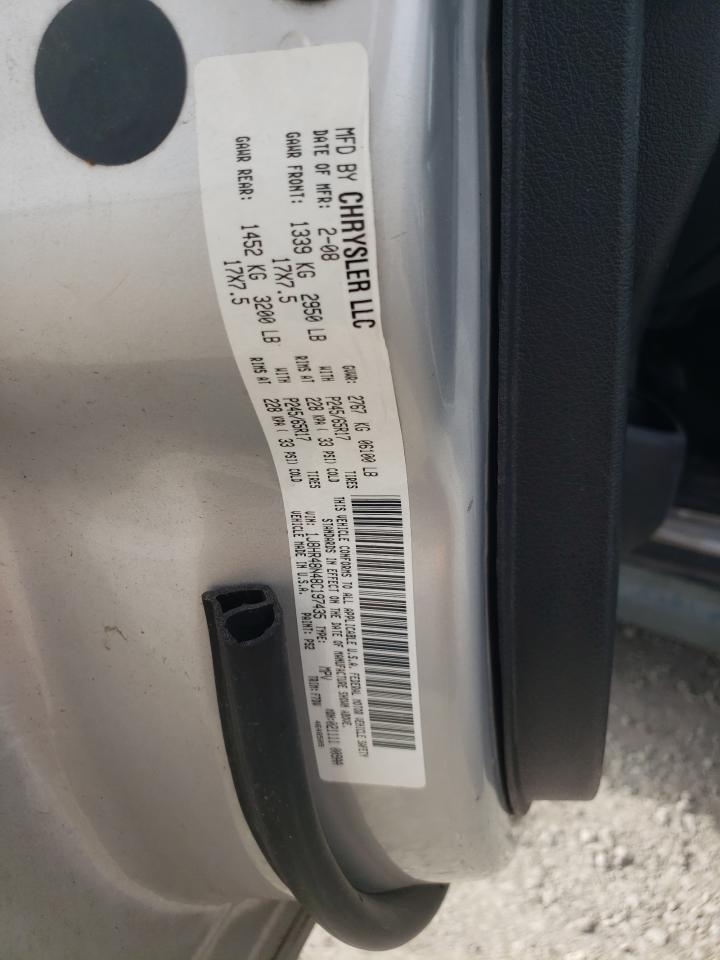 MFD BY CHRYSLER LLC
DATE OF MFR: 2-08 GWR: 2767 KG 06100 LB
GAWR FRONT: 1339 KG 2950 LB WITH P245/65R17 TIRES
17X7.5 RIMS AT 228 KPA ( 33 PSI) COLD
GAWR REAR: 1452 KG 3200 LB WITH P245/65R17 TIRES
17X7.5 RIMS AT 228 KPA ( 33 PSI) COLD
THIS VEHICLE CONFORMS TO ALL APPLICABLE U.S.A. FEDERAL MOTOR VEHICLE SAFETY
STANDARDS IN EFFECT ON THE DATE OF MANUFACTURE SHOWN ABOVE.
VIN: 1J8HR48N48C197435 TYPE: MPV
VEHICLE MADE IN U.S.A. PAINT: PS2